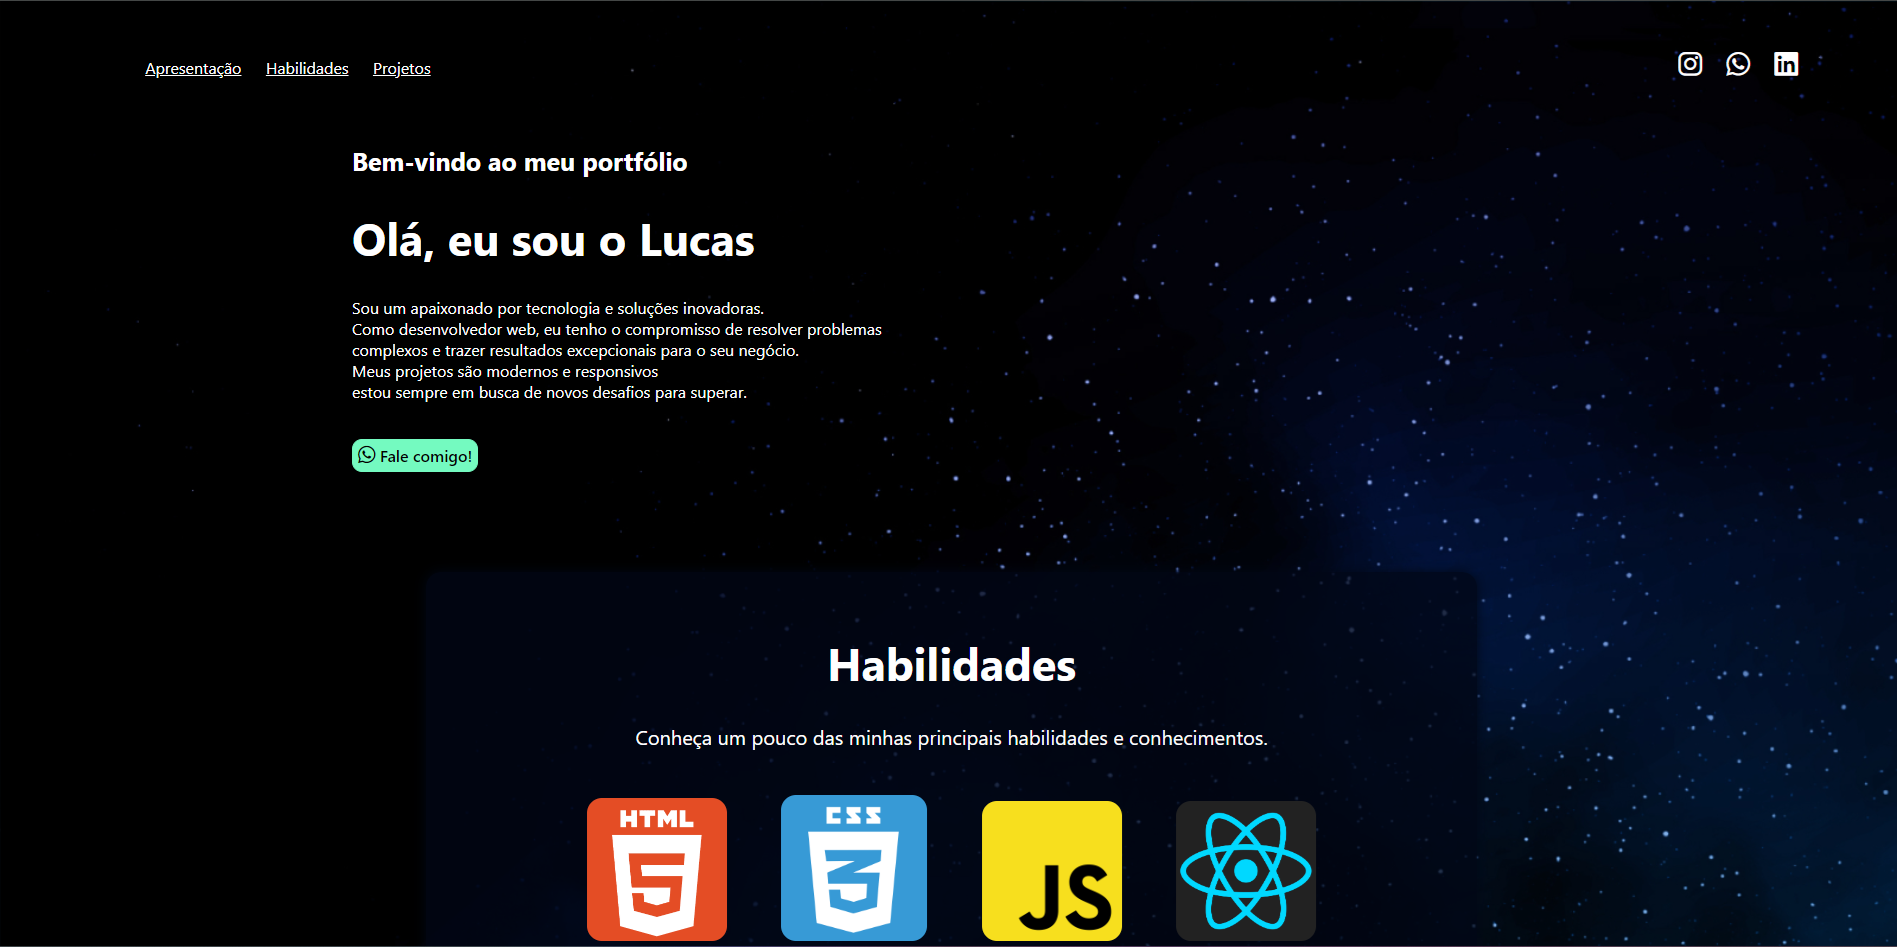 Apresentação Habilidades Projetos
Bem-vindo ao meu portfólio
Olá, eu sou o Lucas
Sou um apaixonado por tecnologia e soluções inovadoras.
Como desenvolvedor web, eu tenho o compromisso de resolver problemas
complexos e trazer resultados excepcionais para o seu negócio.
Meus projetos são modernos e responsivos
estou sempre em busca de novos desafios para superar.
Fale comigo!
Habilidades
Conheça um pouco das minhas principais habilidades e conhecimentos.
HTML CSS
5 3 JS